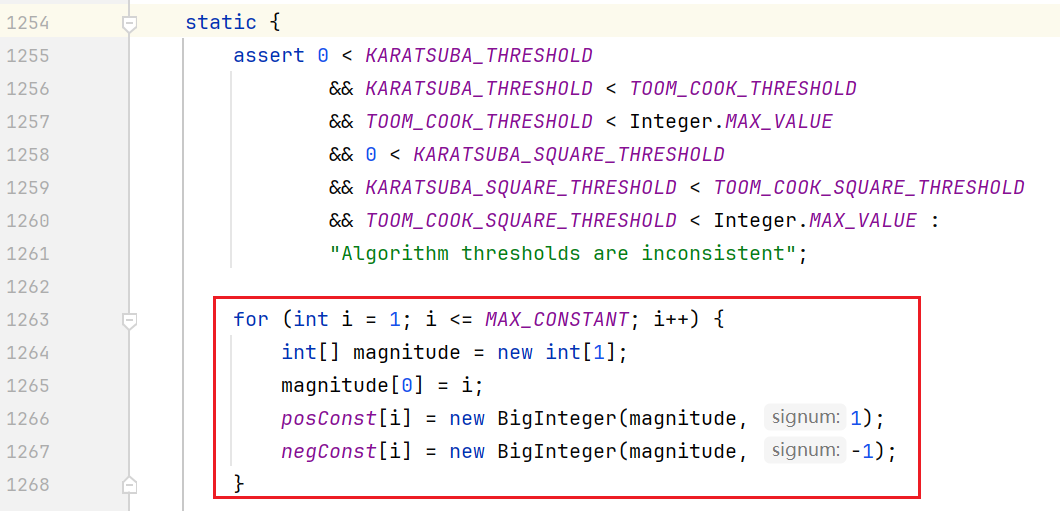 1254 static {
1255 assert 0 < KARATSUBA_THRESHOLD
1256 && KARATSUBA_THRESHOLD < TOOM_COOK_THRESHOLD
1257 && TOOM_COOK_THRESHOLD < Integer.MAX_VALUE
1258 && 0 < KARATSUBA_SQUARE_THRESHOLD
1259 && KARATSUBA_SQUARE_THRESHOLD < TOOM_COOK_SQUARE_THRESHOLD
1260 && TOOM_COOK_SQUARE_THRESHOLD < Integer.MAX_VALUE :
1261 "Algorithm thresholds are inconsistent";
1262
1263 for (int i = 1; i <= MAX_CONSTANT; i++) {
1264 int[] magnitude = new int[1];
1265 magnitude[0] = i;
1266 posConst[i] = new BigInteger(magnitude, signum: 1);
1267 negConst[i] = new BigInteger(magnitude, signum: -1);
1268 }